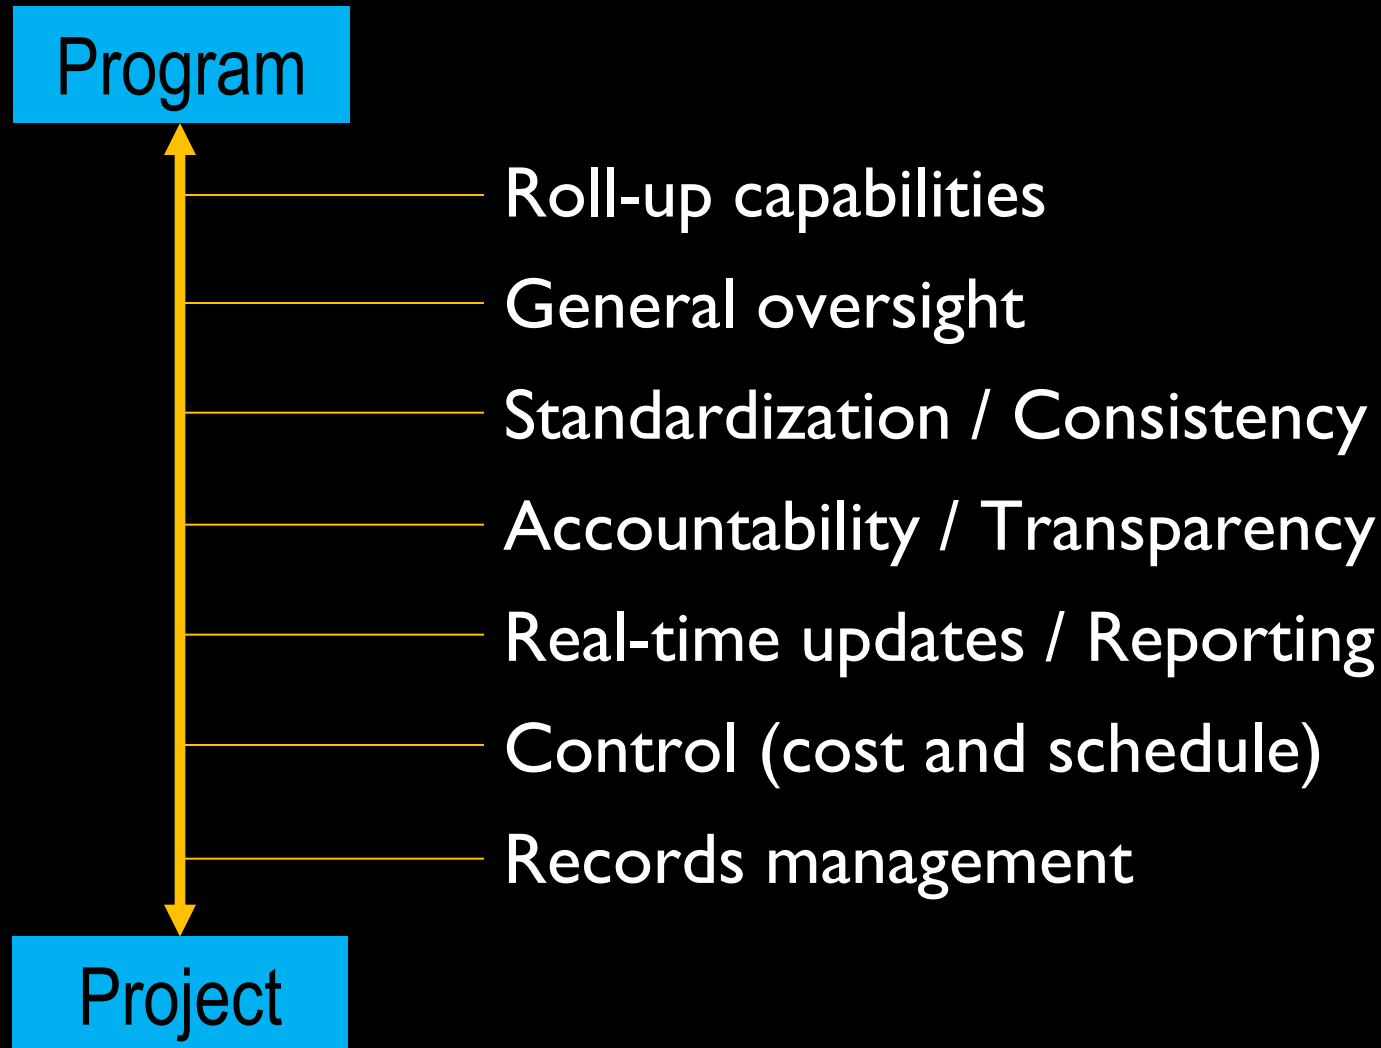 Program
Roll-up capabilities
General oversight
Standardization / Consistency
Accountability / Transparency
Real-time updates / Reporting
Control (cost and schedule)
Records management
Project